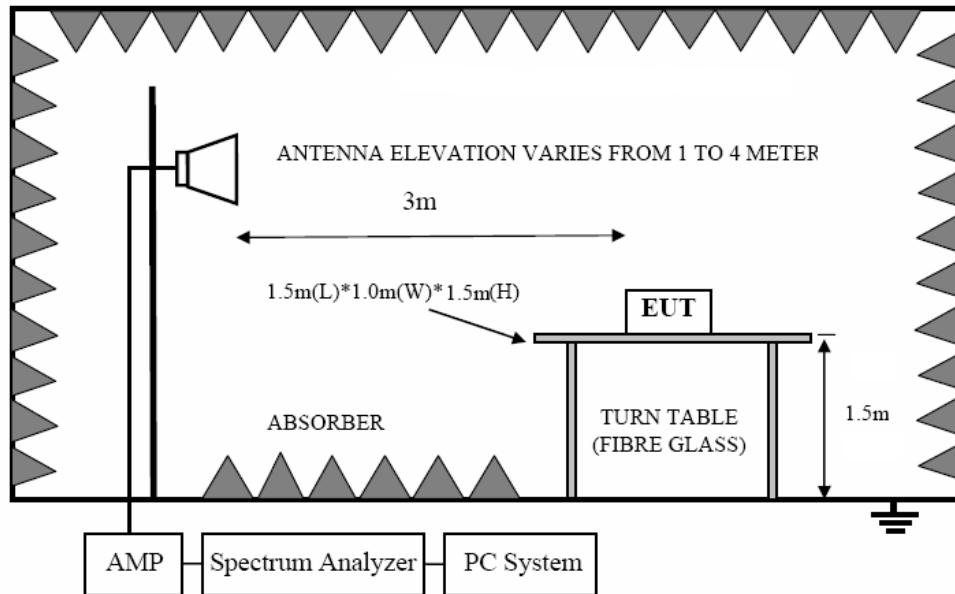 ANTENNA ELEVATION VARIES FROM 1 TO 4 METER
3m
1.5m(L)*1.0m(W)*1.5m(H)
EUT
1.5m
ABSORBER
TURN TABLE
(FIBRE GLASS)
AMP
Spectrum Analyzer
PC System